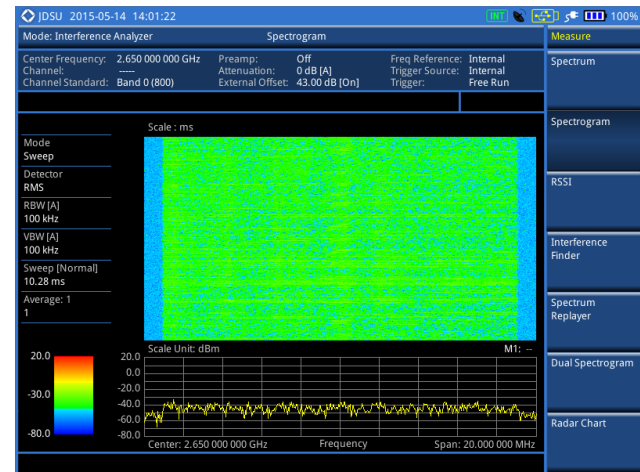 JDSU 2015-05-14 14:01:22
INT
100%
Mode: Interference Analyzer Spectrogram
Measure
Center Frequency: 2.650 000 000 GHz Preamp: Off Freq Reference: Internal
Channel: ----- Attenuation: 0 dB [A] Trigger Source: Internal
Channel Standard: Band 0 (800) External Offset: 43.00 dB [On] Trigger: Free Run
Scale : ms
Mode
Sweep
Detector
RMS
RBW [A]
100 kHz
VBW [A]
100 kHz
Sweep [Normal]
10.28 ms
Average: 1
1
20.0
-30.0
-80.0
Scale Unit: dBm M1: --
20.0
0.0
-20.0
-40.0
-60.0
-80.0
Center: 2.650 000 000 GHz Frequency Span: 20.000 000 MHz
Spectrum
Spectrogram
RSSI
Interference
Finder
Spectrum
Replayer
Dual Spectrogram
Radar Chart